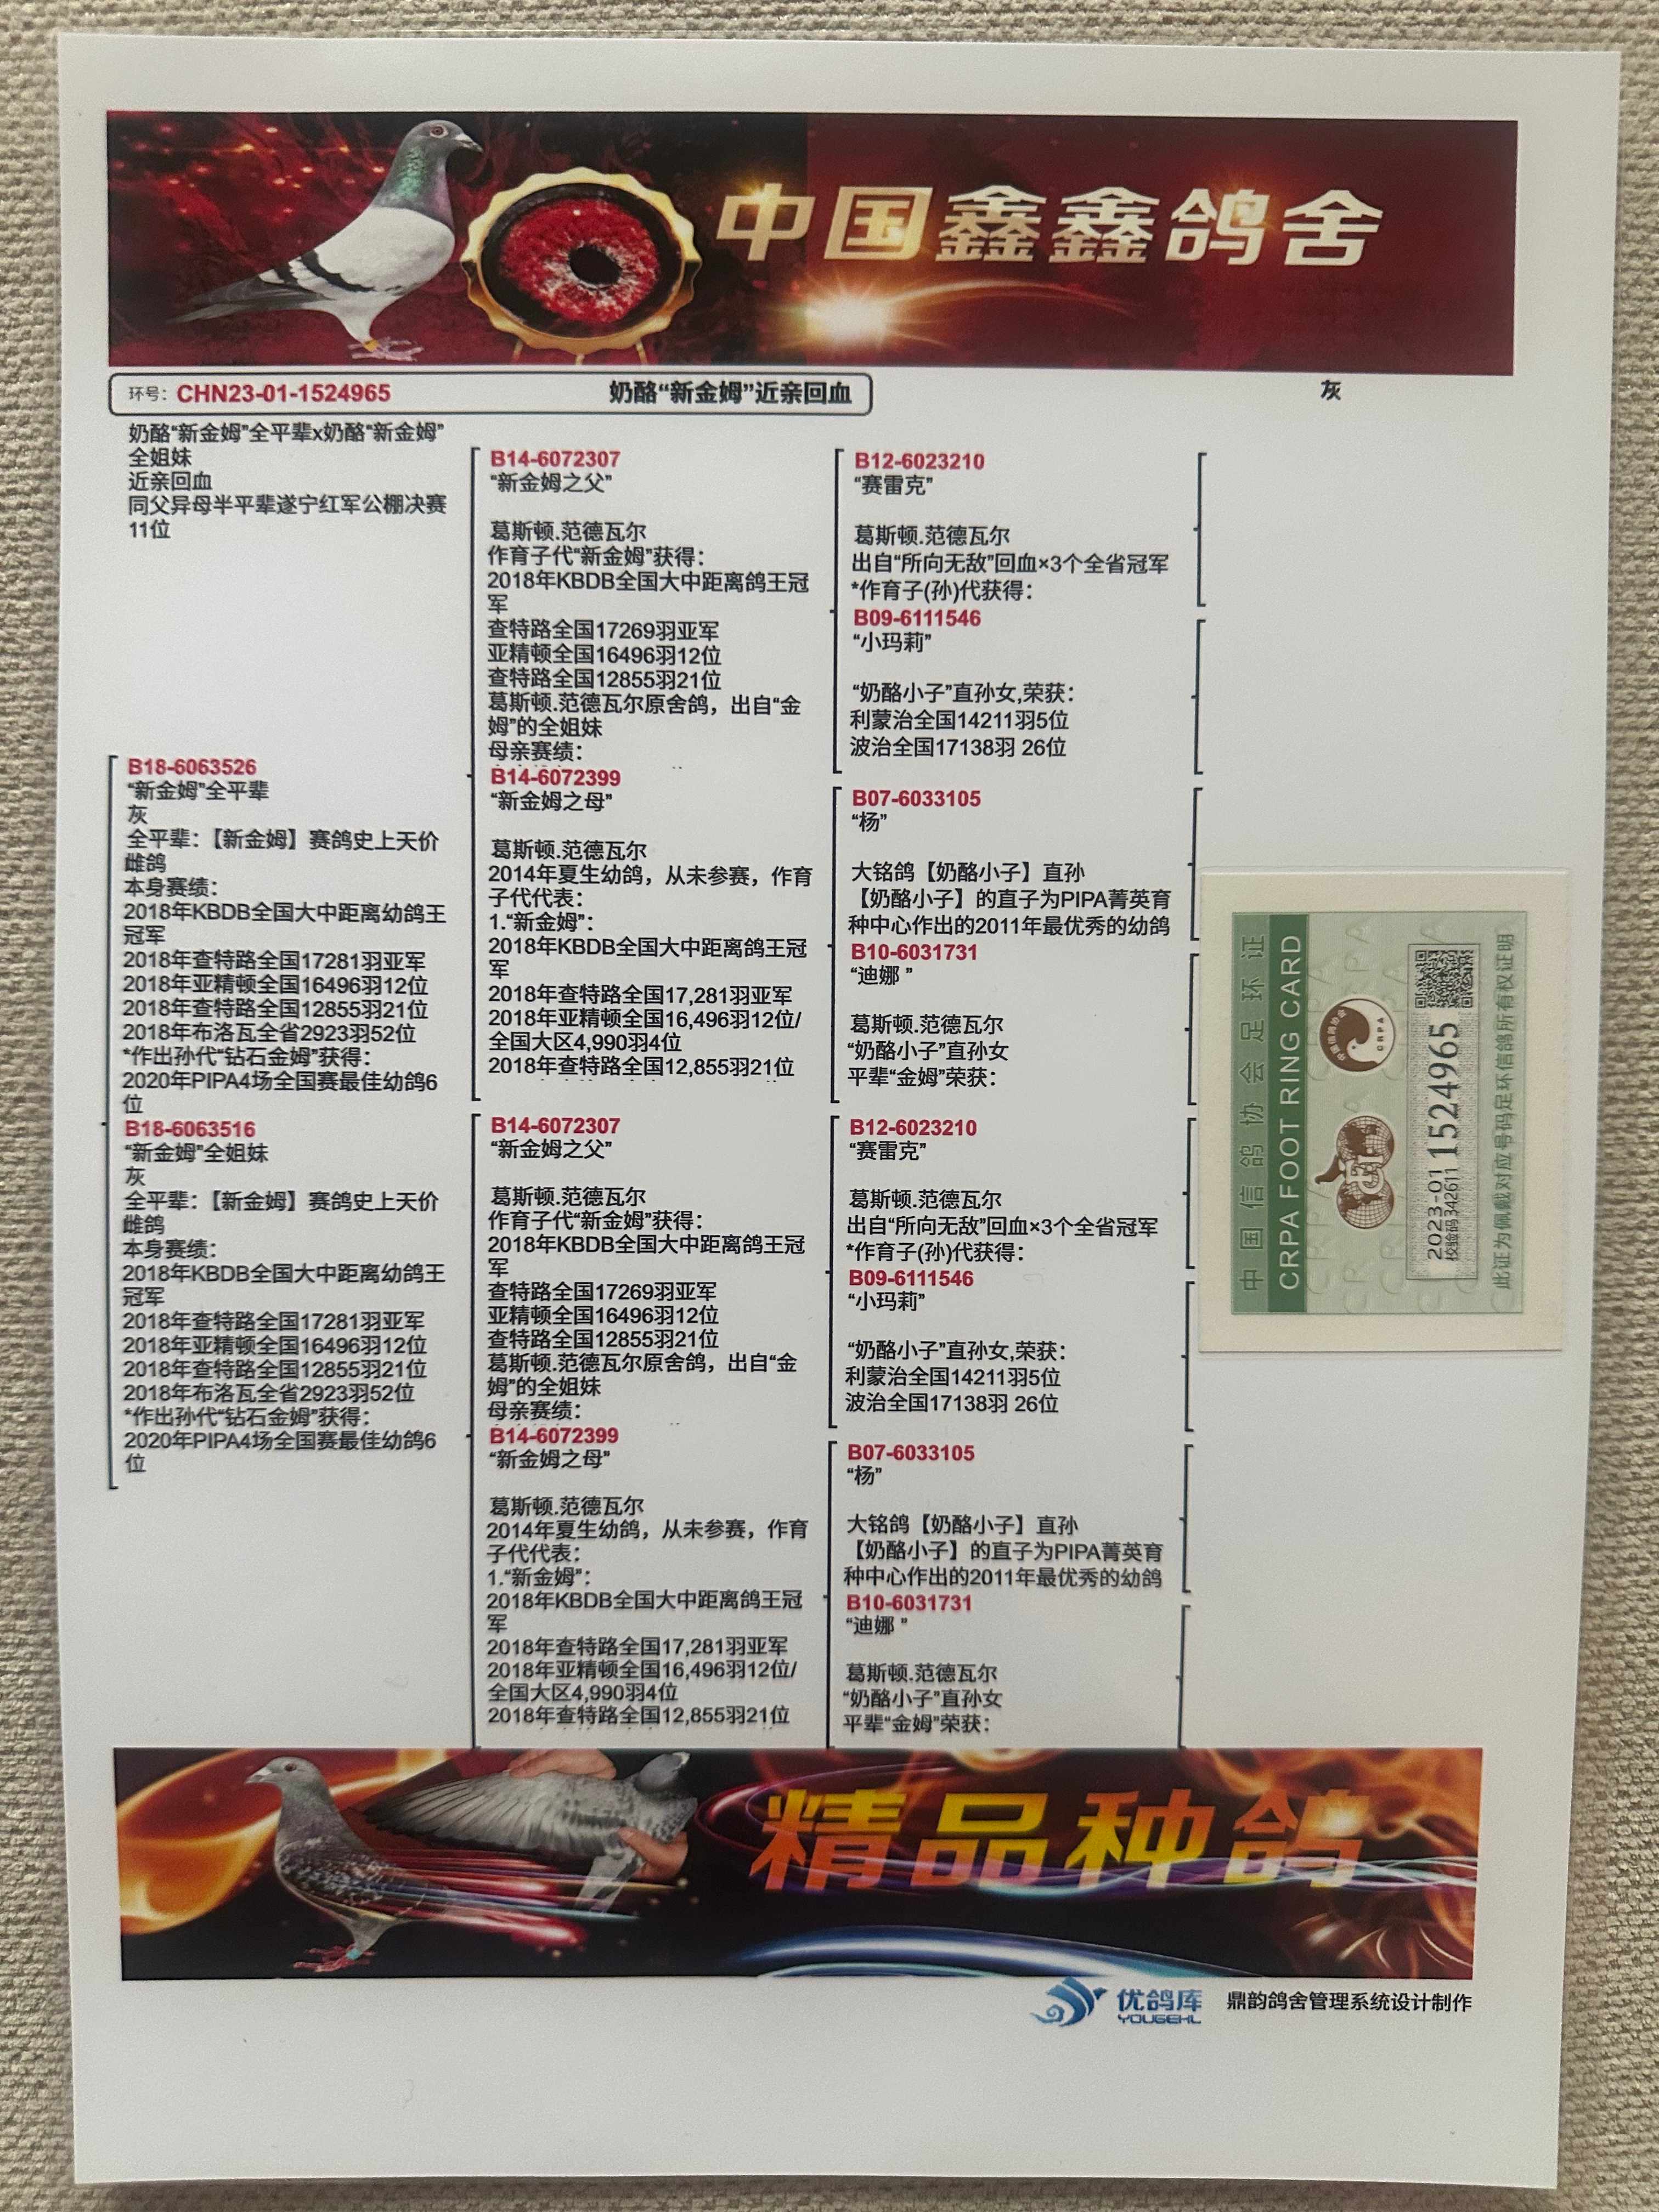 中国鑫鑫鸽舍
环号: CHN23-01-1524965 奶酪“新金姆”近亲回血 灰
奶酪“新金姆”全平辈x奶酪“新金姆”
全姐妹
近亲回血
同父异母半平辈遂宁红军公棚决赛
11位
B18-6063526
“新金姆”全平辈
灰
全平辈：【新金姆】赛鸽史上天价
雌鸽
本身赛绩：
2018年KBDB全国大中距离幼鸽王
冠军
2018年查特路全国17281羽亚军
2018年亚精顿全国16496羽12位
2018年查特路全国12855羽21位
2018年布洛瓦全省2923羽52位
*作出孙代“钻石金姆”获得：
2020年PIPA4场全国赛最佳幼鸽6
位
B18-6063516
“新金姆”全姐妹
灰
全平辈：【新金姆】赛鸽史上天价
雌鸽
本身赛绩：
2018年KBDB全国大中距离幼鸽王
冠军
2018年查特路全国17281羽亚军
2018年亚精顿全国16496羽12位
2018年查特路全国12855羽21位
2018年布洛瓦全省2923羽52位
*作出孙代“钻石金姆”获得：
2020年PIPA4场全国赛最佳幼鸽6
位
B14-6072307
“新金姆之父”
葛斯顿.范德瓦尔
作育子代“新金姆”获得：
2018年KBDB全国大中距离鸽王冠
军
查特路全国17269羽亚军
亚精顿全国16496羽12位
查特路全国12855羽21位
葛斯顿.范德瓦尔原舍鸽，出自“金
姆”的全姐妹
母亲赛绩：
B14-6072399
“新金姆之母”
葛斯顿.范德瓦尔
2014年夏生幼鸽，从未参赛，作育
子代代表：
1.“新金姆”：
2018年KBDB全国大中距离鸽王冠
军
2018年查特路全国17,281羽亚军
2018年亚精顿全国16,496羽12位/
全国大区4,990羽4位
2018年查特路全国12,855羽21位
B14-6072307
“新金姆之父”
葛斯顿.范德瓦尔
作育子代“新金姆”获得：
2018年KBDB全国大中距离鸽王冠
军
查特路全国17269羽亚军
亚精顿全国16496羽12位
查特路全国12855羽21位
葛斯顿.范德瓦尔原舍鸽，出自“金
姆”的全姐妹
母亲赛绩：
B14-6072399
“新金姆之母”
葛斯顿.范德瓦尔
2014年夏生幼鸽，从未参赛，作育
子代代表：
1.“新金姆”：
2018年KBDB全国大中距离鸽王冠
军
2018年查特路全国17,281羽亚军
2018年亚精顿全国16,496羽12位/
全国大区4,990羽4位
2018年查特路全国12,855羽21位
B12-6023210
“赛雷克”
葛斯顿.范德瓦尔
出自“所向无敌”回血×3个全省冠军
*作育子(孙)代获得：
B09-6111546
“小玛莉”
“奶酪小子”直孙女,荣获：
利蒙治全国14211羽5位
波治全国17138羽 26位
B07-6033105
“杨”
大铭鸽【奶酪小子】直孙
【奶酪小子】的直子为PIPA菁英育
种中心作出的2011年最优秀的幼鸽
B10-6031731
“迪娜 ”
葛斯顿.范德瓦尔
“奶酪小子”直孙女
平辈“金姆”荣获：
B12-6023210
“赛雷克”
葛斯顿.范德瓦尔
出自“所向无敌”回血×3个全省冠军
*作育子(孙)代获得：
B09-6111546
“小玛莉”
“奶酪小子”直孙女,荣获：
利蒙治全国14211羽5位
波治全国17138羽 26位
B07-6033105
“杨”
大铭鸽【奶酪小子】直孙
【奶酪小子】的直子为PIPA菁英育
种中心作出的2011年最优秀的幼鸽
B10-6031731
“迪娜 ”
葛斯顿.范德瓦尔
“奶酪小子”直孙女
平辈“金姆”荣获：
中国信鸽协会足环证
CRPA FOOT RING CARD
CRPA
2023-01 1524965
校验码342611
此证为佩戴对应号码足环信鸽所有权证明
精品种鸽
优鸽库
YOUGEKU 鼎韵鸽舍管理系统设计制作